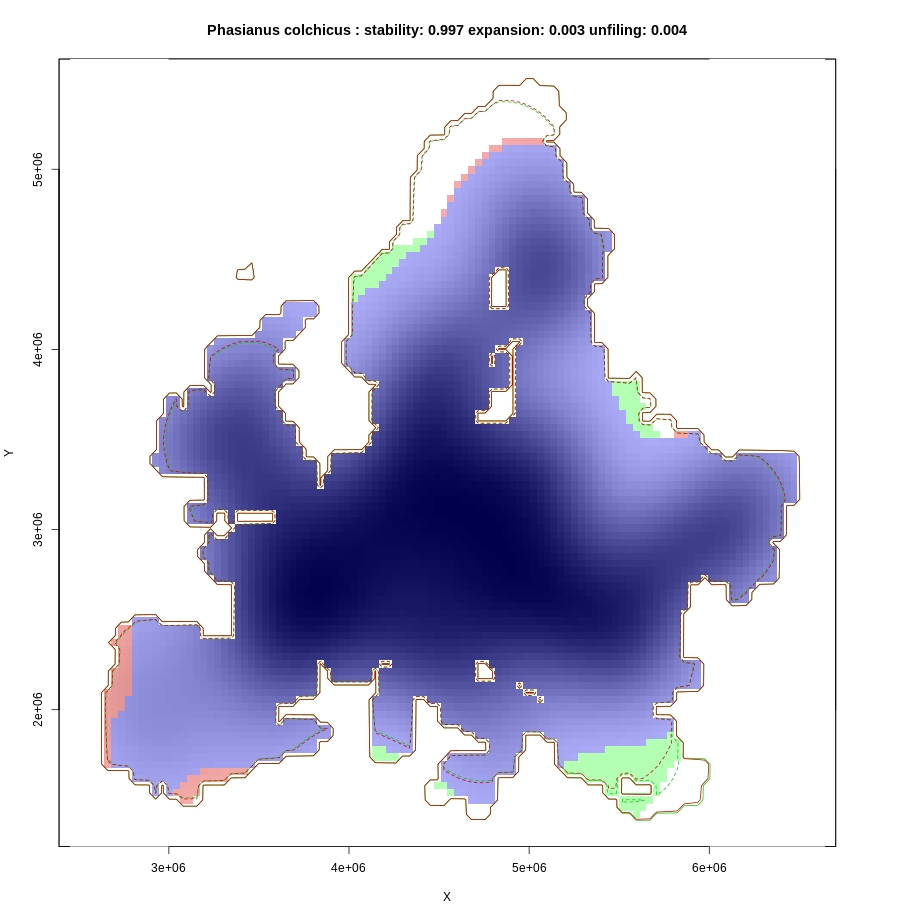 Phasianus colchicus : stability: 0.997 expansion: 0.003 unfiling: 0.004
5e+06
4e+06
Y
3e+06
2e+06
3e+06 4e+06 5e+06 6e+06
X